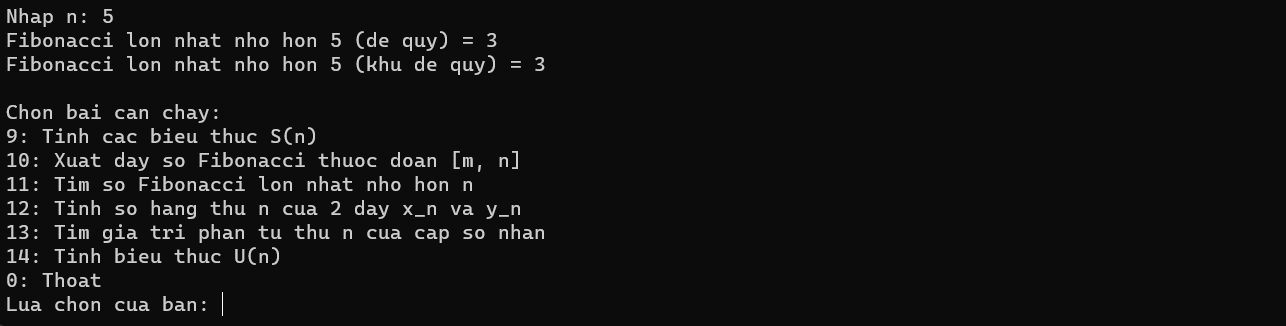 Nhap n: 5
Fibonacci lon nhat nho hon 5 (de quy) = 3
Fibonacci lon nhat nho hon 5 (khu de quy) = 3
Chon bai can chay:
9: Tinh cac bieu thuc S(n)
10: Xuat day so Fibonacci thuoc doan [m, n]
11: Tim so Fibonacci lon nhat nho hon n
12: Tinh so hang thu n cua 2 day x_n va y_n
13: Tim gia tri phan tu thu n cua cap so nhan
14: Tinh bieu thuc U(n)
0: Thoat
Lua chon cua ban: